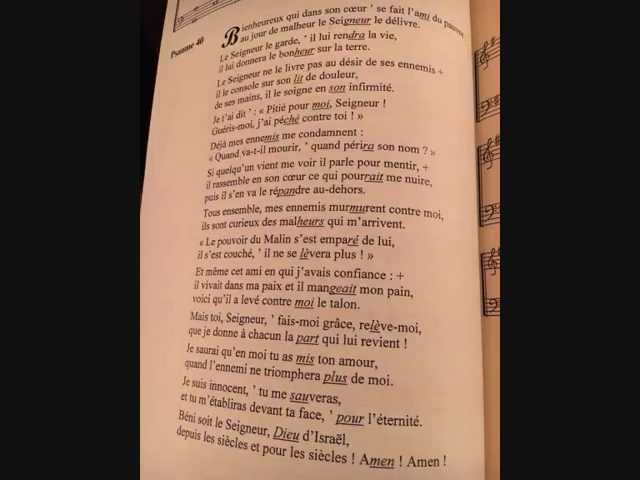 Psaume 40
Bienheureux qui dans son cœur ’ se fait l’ami du pauvre
au jour de malheur le Seigneur le délivre.
Le Seigneur le garde, ’ il lui rendra la vie,
il lui donnera le bonheur sur la terre.
Le Seigneur ne le livre pas au désir de ses ennemis +
il le console sur son lit de douleur,
de ses mains, il le soigne en son infirmité.
Je t’ai dit ’ : « Pitié pour moi, Seigneur !
Guéris-moi, j’ai péché contre toi ! »
Déjà mes ennemis me condamnent :
« Quand va-t-il mourir, ’ quand périra son nom ? »
Si quelqu’un vient me voir il parle pour mentir, +
il rassemble en son cœur ce qui pourrait me nuire,
puis il s’en va le répandre au-dehors.
Tous ensemble, mes ennemis murmurent contre moi,
ils sont curieux des malheurs qui m’arrivent.
« Le pouvoir du Malin s’est emparé de lui,
il s’est couché, ’ il ne se lèvera plus ! »
Et même cet ami en qui j’avais confiance : +
il vivait dans ma paix et il mangeait mon pain,
voici qu’il a levé contre moi le talon.
Mais toi, Seigneur, ’ fais-moi grâce, relève-moi,
que je donne à chacun la part qui lui revient !
Je saurai qu’en moi tu as mis ton amour,
quand l’ennemi ne triomphera plus de moi.
Je suis innocent, ’ tu me sauveras,
et tu m’établiras devant ta face, ’ pour l’éternité.
Béni soit le Seigneur, Dieu d’Israël,
depuis les siècles et pour les siècles ! Amen ! Amen !